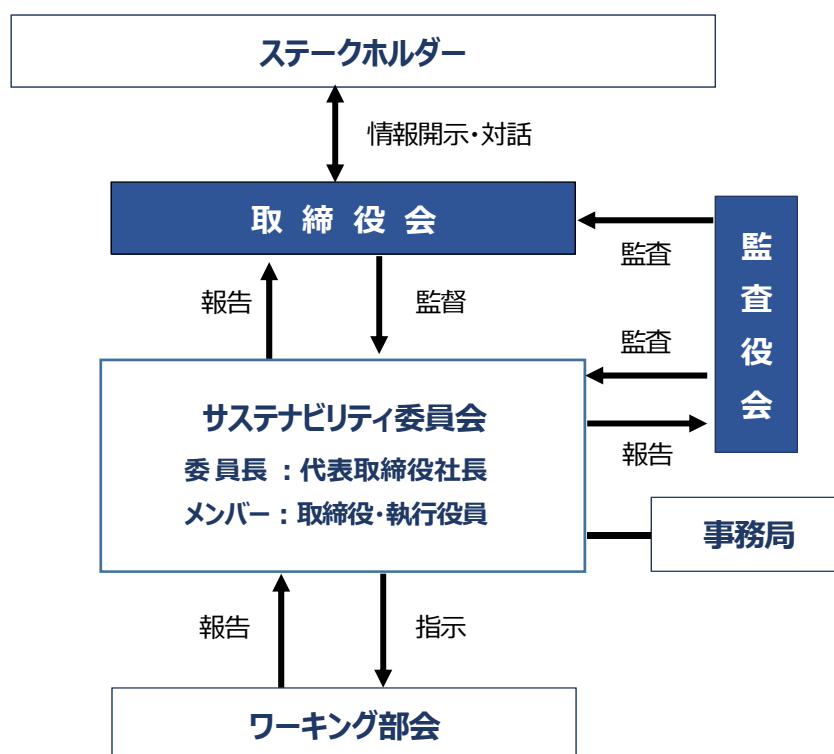 ステークホルダー
情報開示・対話
取締役会
監査
監査役会
報告
監督
監査
サステナビリティ委員会
委員長：代表取締役社長
メンバー：取締役・執行役員
報告
事務局
報告
指示
ワーキング部会